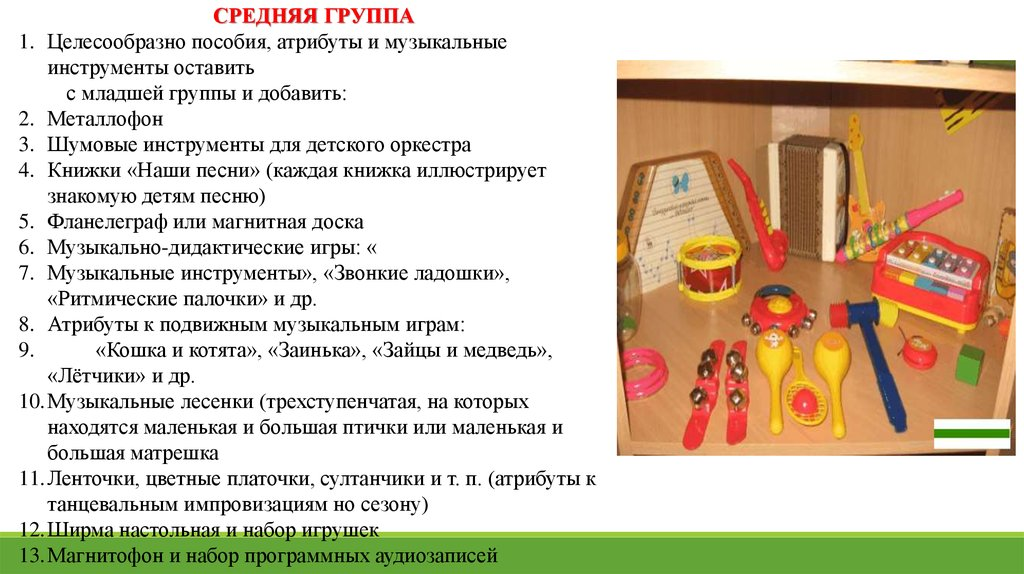 СРЕДНЯЯ ГРУППА
1. Целесообразно пособия, атрибуты и музыкальные
инструменты оставить
с младшей группы и добавить:
2. Металлофон
3. Шумовые инструменты для детского оркестра
4. Книжки «Наши песни» (каждая книжка иллюстрирует
знакомую детям песню)
5. Фланелеграф или магнитная доска
6. Музыкально-дидактические игры: «
7. Музыкальные инструменты», «Звонкие ладошки»,
«Ритмические палочки» и др.
8. Атрибуты к подвижным музыкальным играм:
9. «Кошка и котята», «Заинька», «Зайцы и медведь»,
«Лётчики» и др.
10. Музыкальные лесенки (трехступенчатая, на которых
находятся маленькая и большая птички или маленькая и
большая матрешка
11. Ленточки, цветные платочки, султанчики и т. п. (атрибуты к
танцевальным импровизациям но сезону)
12. Ширма настольная и набор игрушек
13. Магнитофон и набор программных аудиозаписей